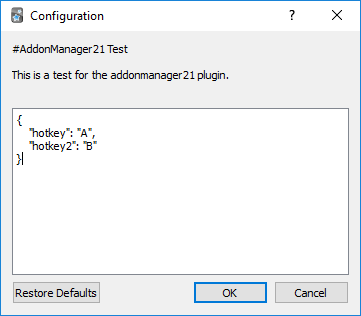 Configuration
#AddonManager21 Test
This is a test for the addonmanager21 plugin.
{
    "hotkey": "A",
    "hotkey2": "B"
}
Restore Defaults OK Cancel